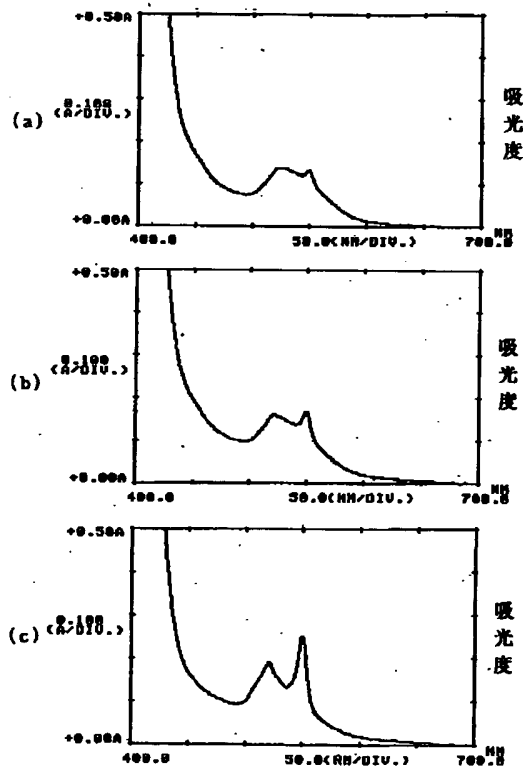 +0.50A
(a)
0.100
(A/DIV.)
+0.00A
400.0
50.0(NM/DIV.)
NM
700.0
吸光度
+0.50A
(b)
0.100
(A/DIV.)
+0.00A
400.0
50.0(NM/DIV.)
NM
700.0
吸光度
+0.50A
(c)
0.100
(A/DIV.)
+0.00A
400.0
50.0(NM/DIV.)
NM
700.0
吸光度